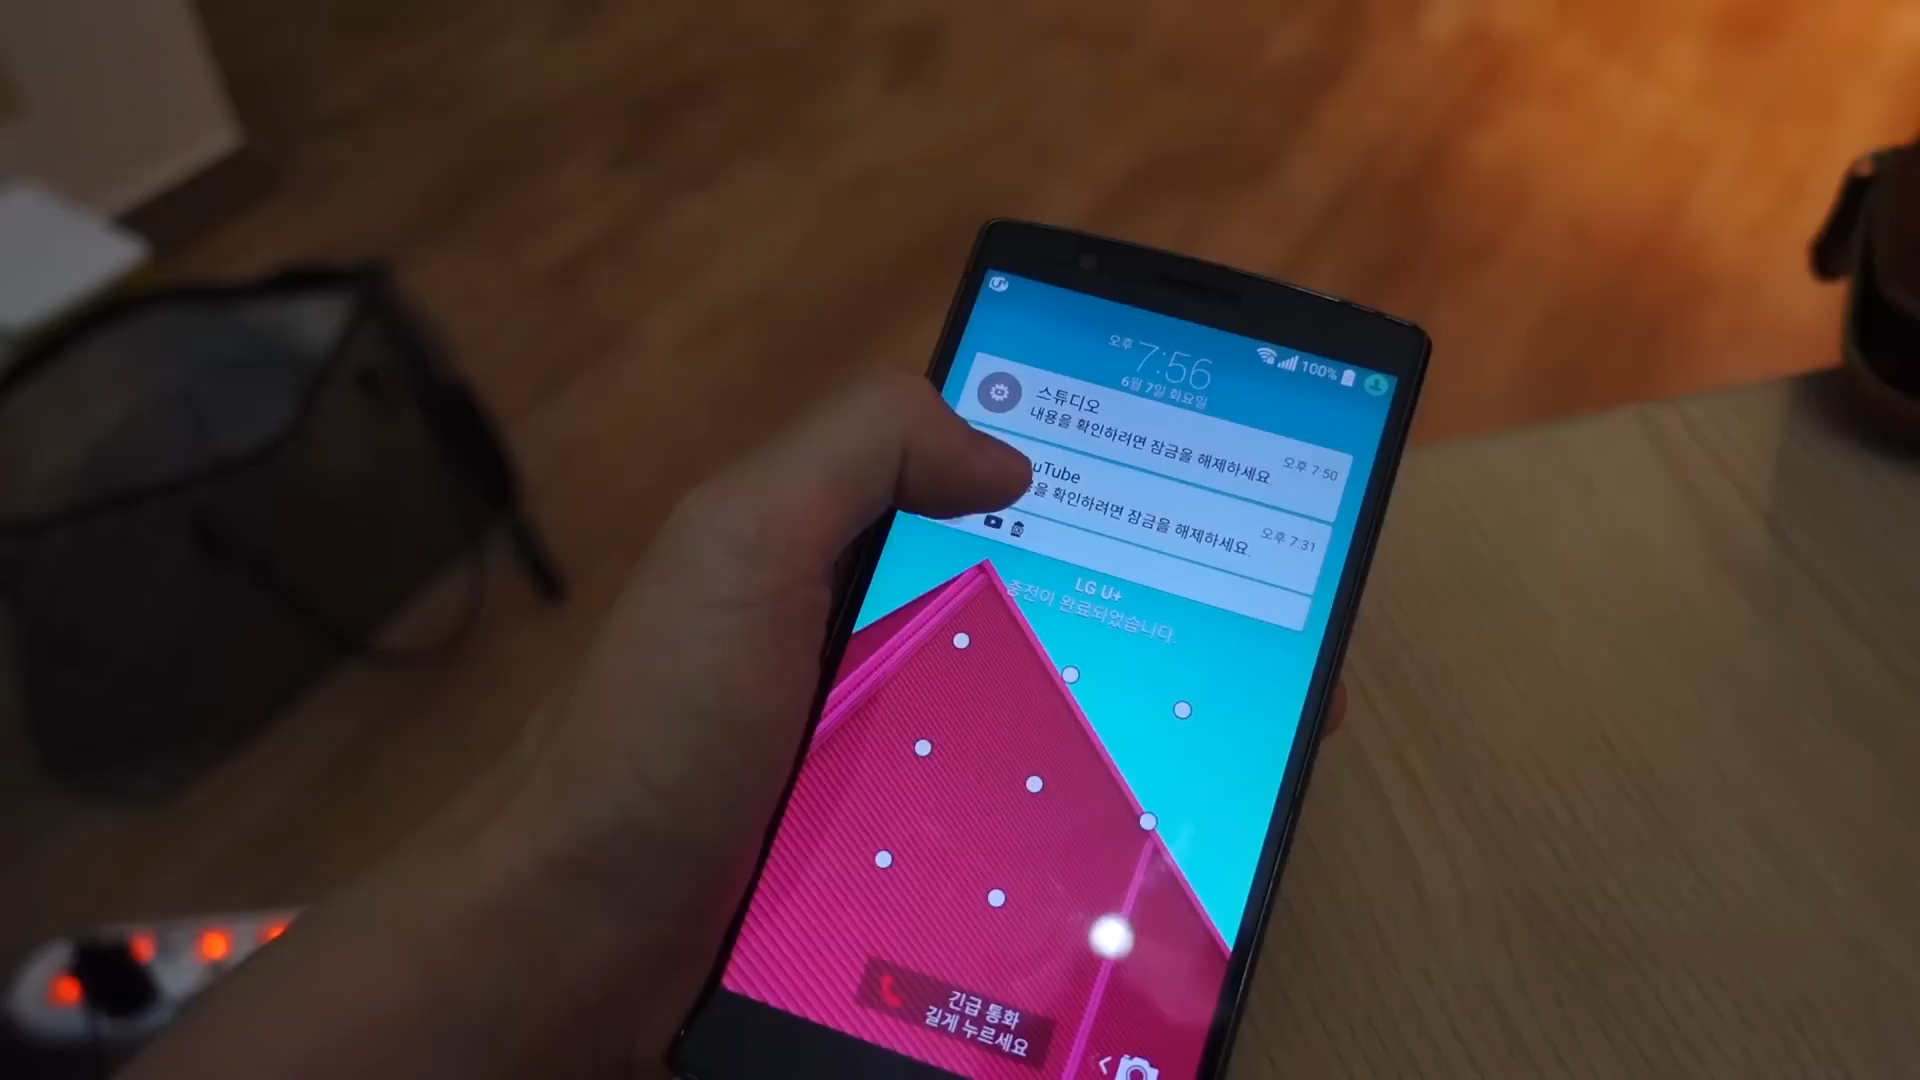 오후 7:56
100%
6월 7일 화요일
스튜디오
내용을 확인하려면 잠금을 해제하세요.
오후 7:50
uTube
을 확인하려면 잠금을 해제하세요.
오후 7:31
LG U+
충전이 완료되었습니다.
긴급 통화
길게 누르세요